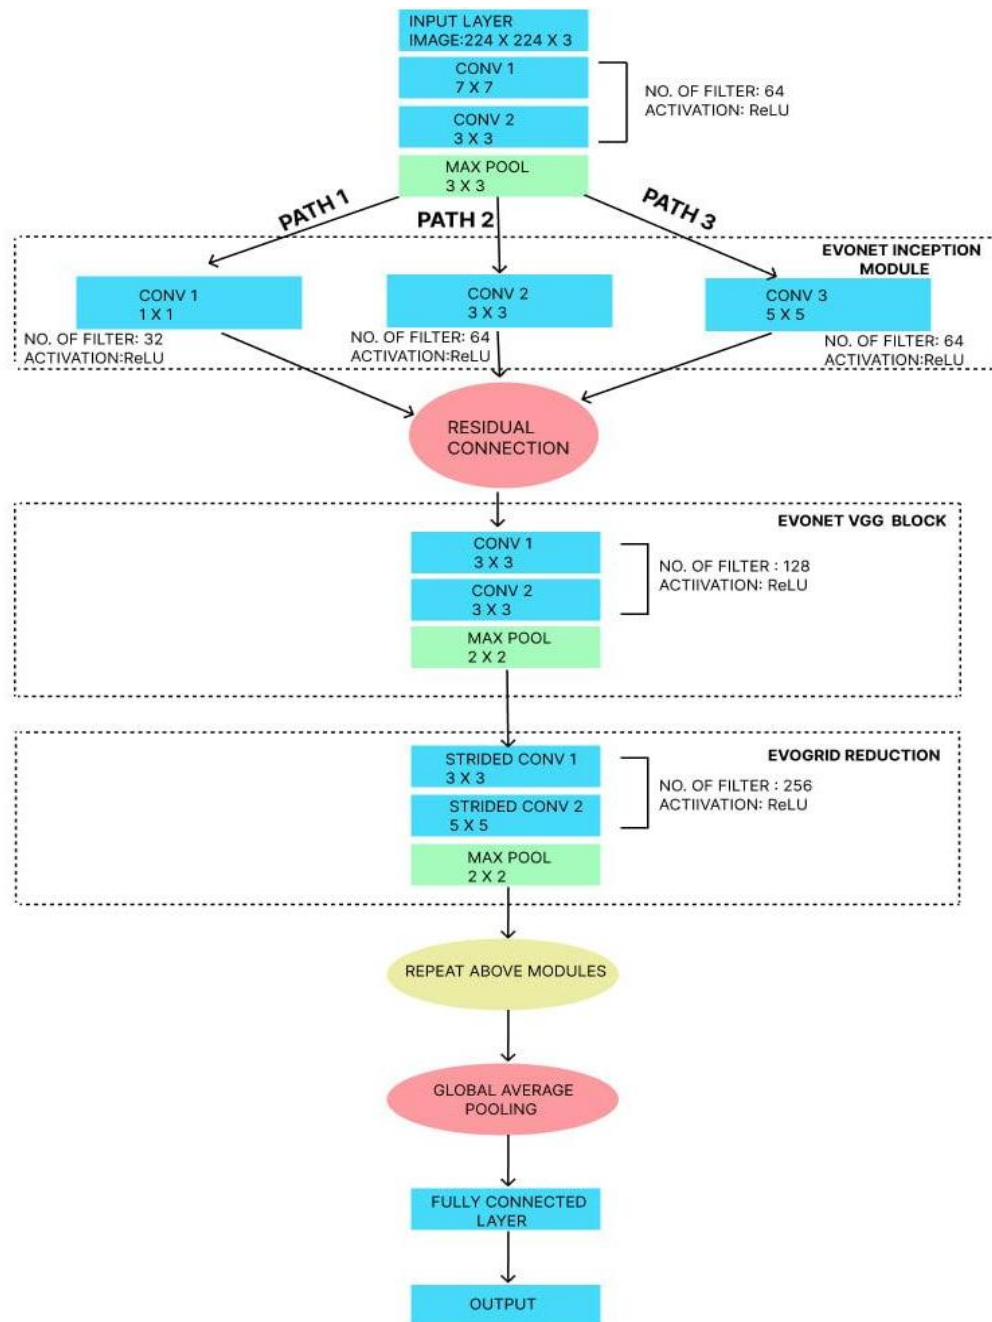 INPUT LAYER
IMAGE:224 X 224 X 3
CONV 1
7 X 7
NO. OF FILTER: 64
ACTIVATION: ReLU
CONV 2
3 X 3
MAX POOL
3 X 3
PATH 1
PATH 2
PATH 3
EVONET INCEPTION
MODULE
CONV 1
1 X 1
NO. OF FILTER: 32
ACTIVATION:ReLU
CONV 2
3 X 3
NO. OF FILTER: 64
ACTIVATION:ReLU
CONV 3
5 X 5
NO. OF FILTER: 64
ACTIVATION:ReLU
RESIDUAL
CONNECTION
EVONET VGG BLOCK
CONV 1
3 X 3
NO. OF FILTER : 128
ACTIIVATION: ReLU
CONV 2
3 X 3
MAX POOL
2 X 2
EVOGRID REDUCTION
STRIDED CONV 1
3 X 3
NO. OF FILTER : 256
ACTIIVATION: ReLU
STRIDED CONV 2
5 X 5
MAX POOL
2 X 2
REPEAT ABOVE MODULES
GLOBAL AVERAGE
POOLING
FULLY CONNECTED
LAYER
OUTPUT